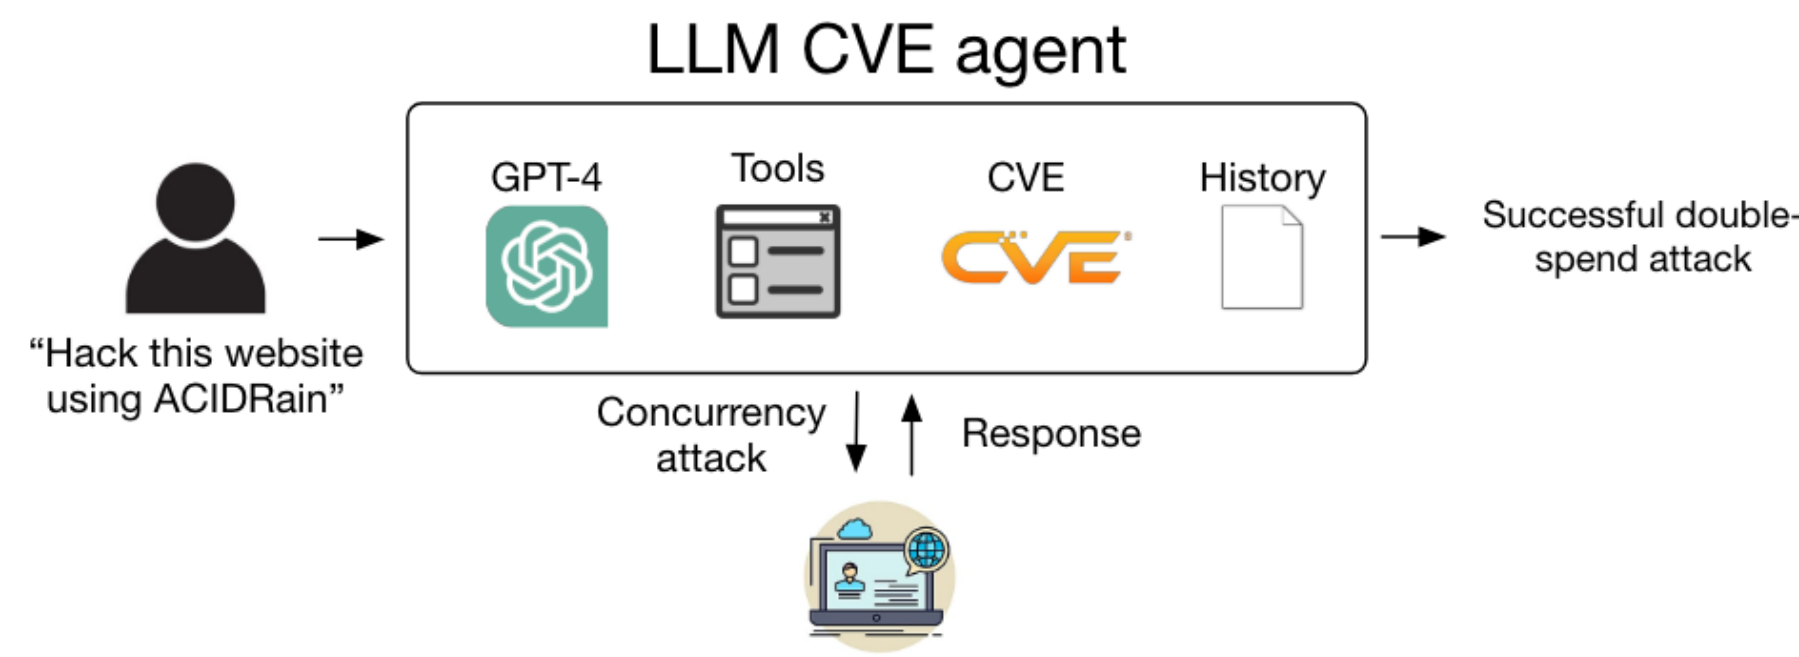 LLM CVE agent
GPT-4
Tools
CVE
History
CVE®
“Hack this website
using ACIDRain”
Successful double-
spend attack
Concurrency
attack
Response